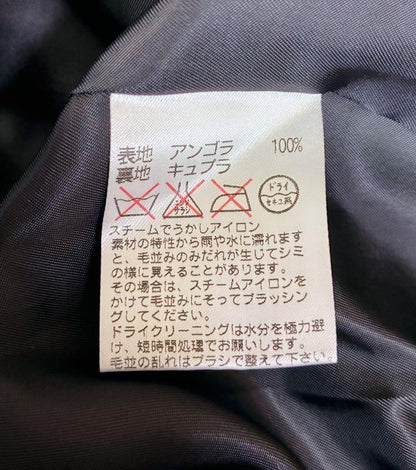 表地 アンゴラ 100%
裏地 キュプラ
エンソサラシ ドライ セキユ系
スチームでうかしアイロン
素材の特性から雨や水に濡れます
と、毛並みのみだれが生じてシミ
の様に見えることがあります。
その場合は、スチームアイロンを
かけて毛並みにそってブラッシン
グしてください。
ドライクリーニングは水分を極力避
け、短時間処理でお願いします。
毛並の乱れはブラシで整えて下さい。